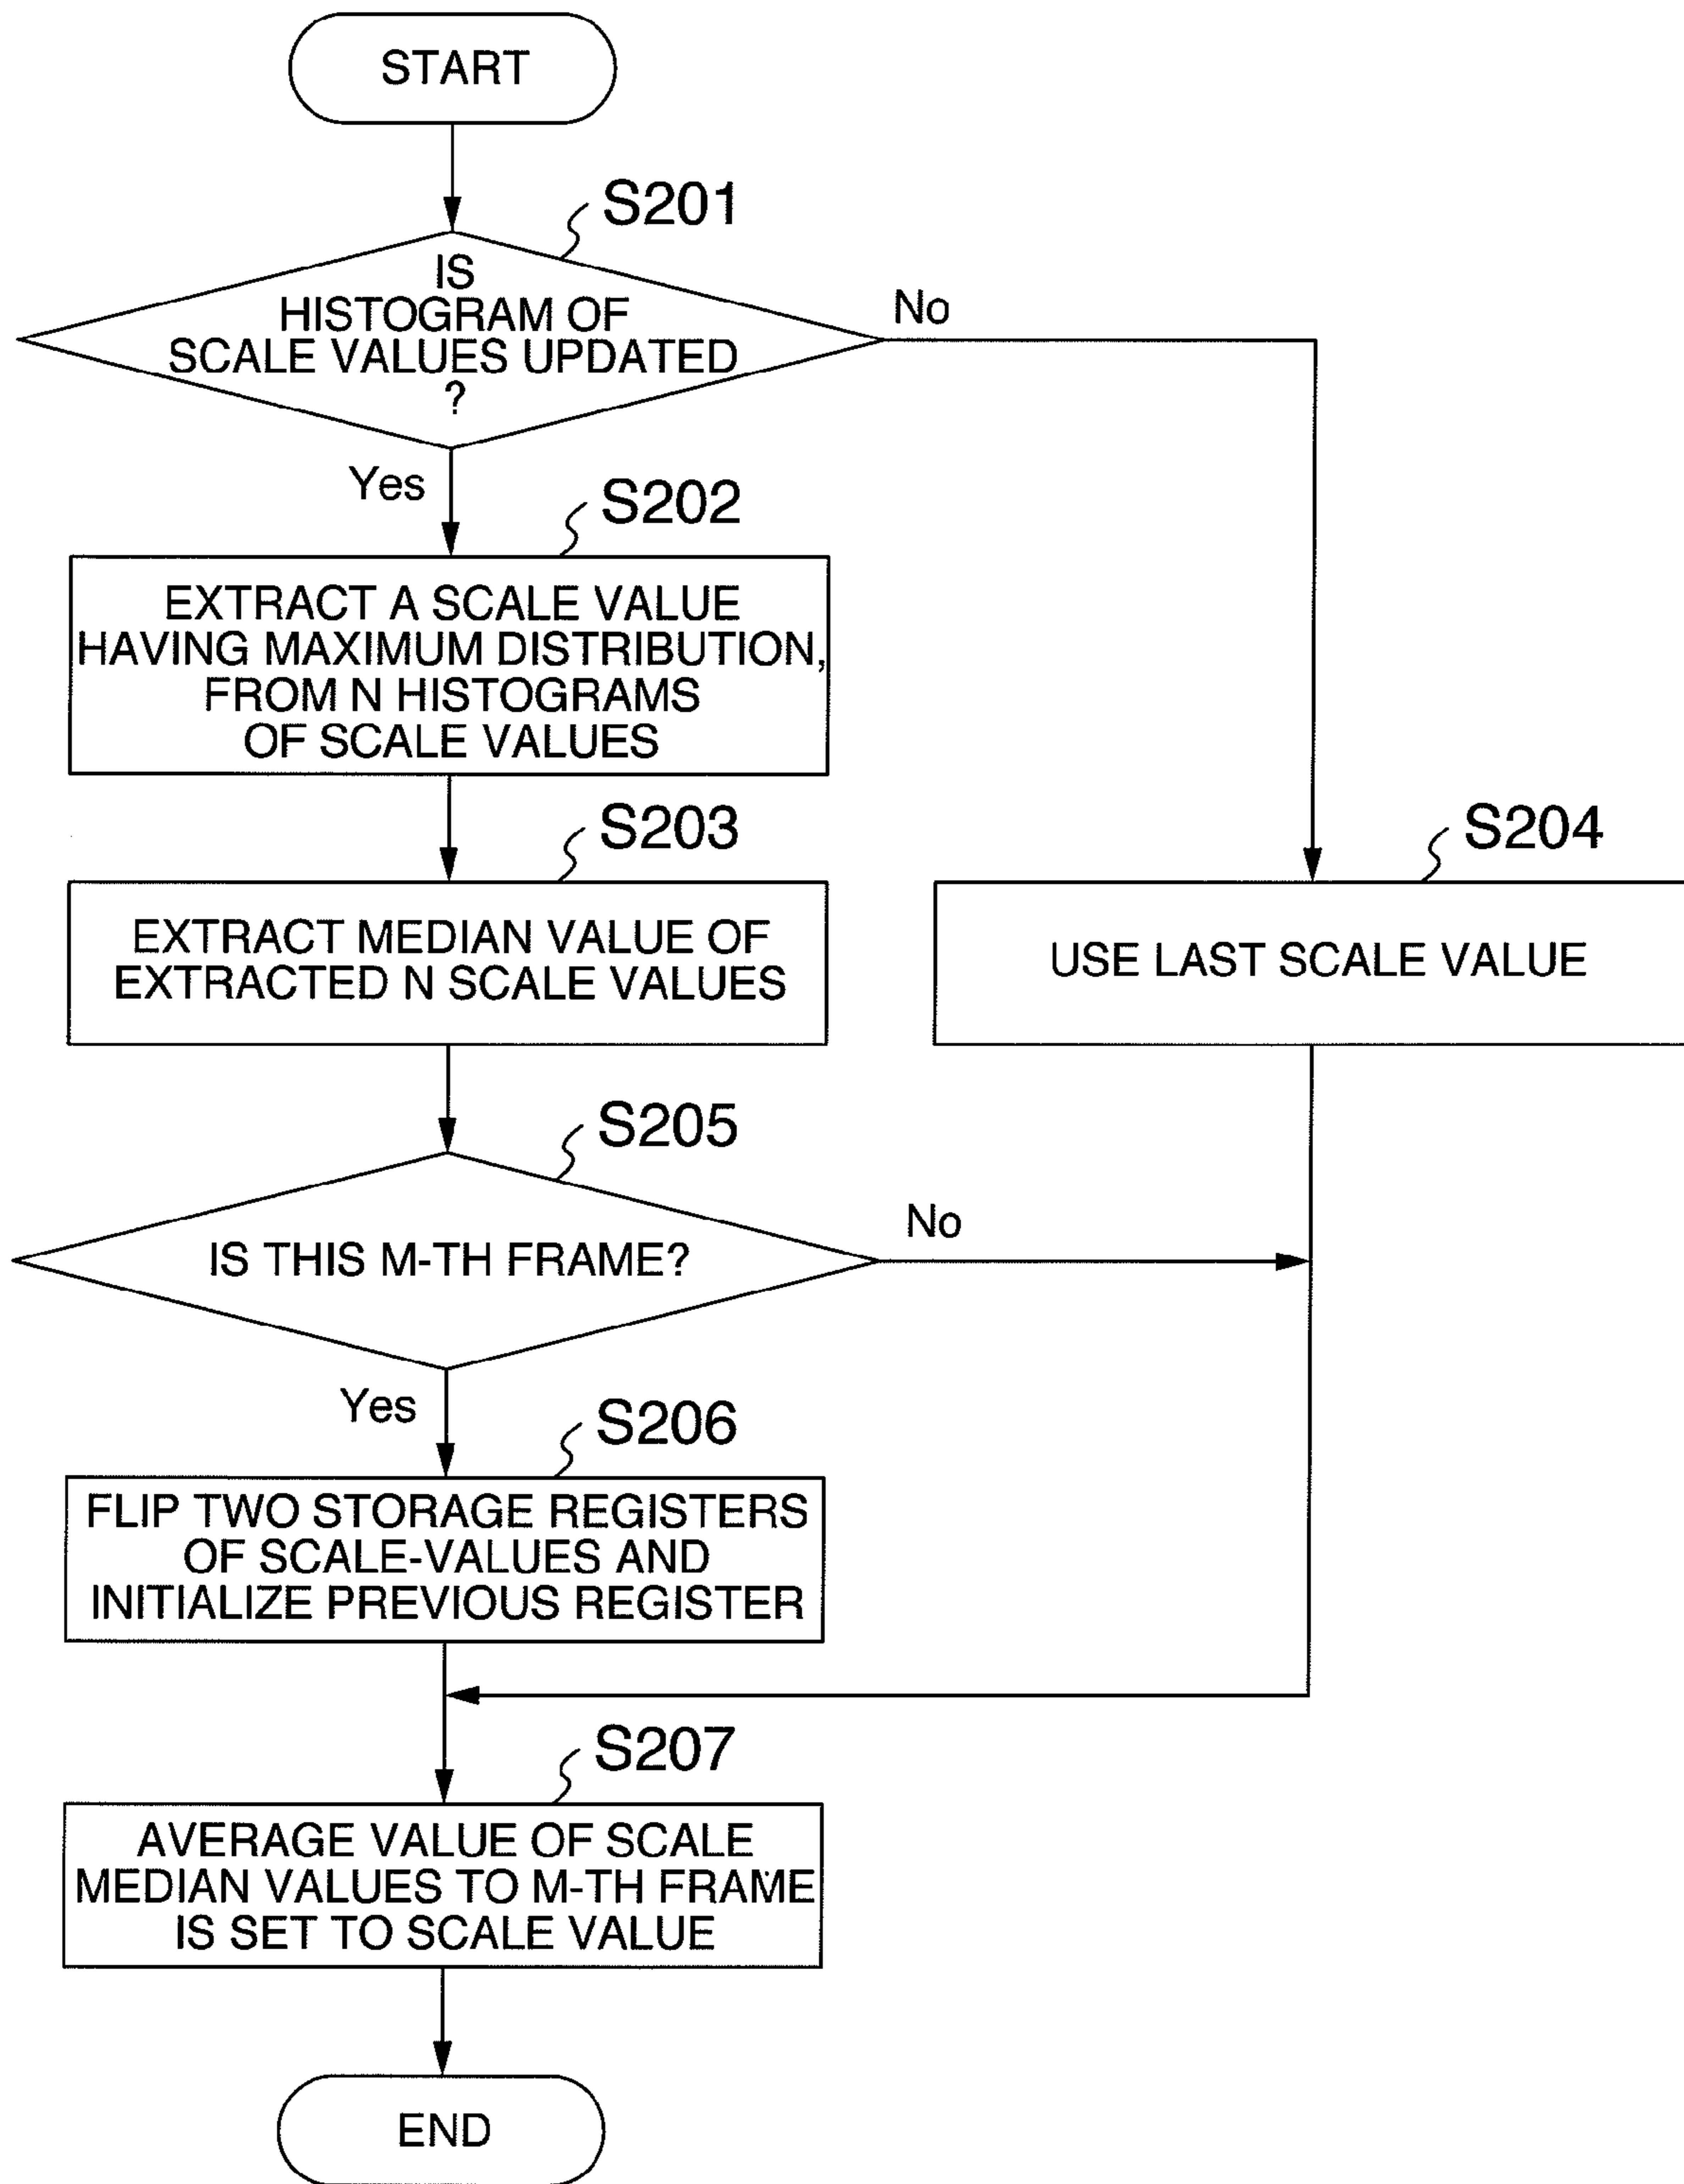 START
S201
IS
HISTOGRAM OF
SCALE VALUES UPDATED
?
No
Yes
S202
EXTRACT A SCALE VALUE
HAVING MAXIMUM DISTRIBUTION,
FROM N HISTOGRAMS
OF SCALE VALUES
S203
EXTRACT MEDIAN VALUE OF
EXTRACTED N SCALE VALUES
S204
USE LAST SCALE VALUE
S205
IS THIS M-TH FRAME?
No
Yes
S206
FLIP TWO STORAGE REGISTERS
OF SCALE-VALUES AND
INITIALIZE PREVIOUS REGISTER
S207
AVERAGE VALUE OF SCALE
MEDIAN VALUES TO M-TH FRAME
IS SET TO SCALE VALUE
END